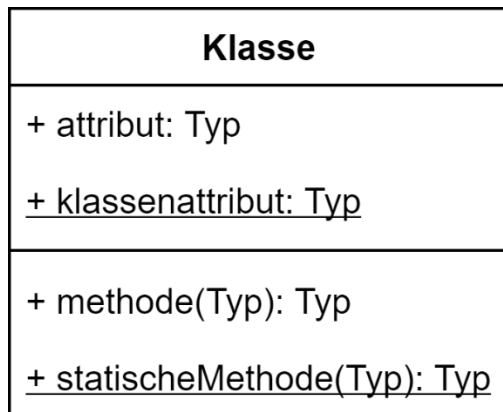 Klasse
+ attribut: Typ
+ klassenattribut: Typ
+ methode(Typ): Typ
+ statischeMethode(Typ): Typ